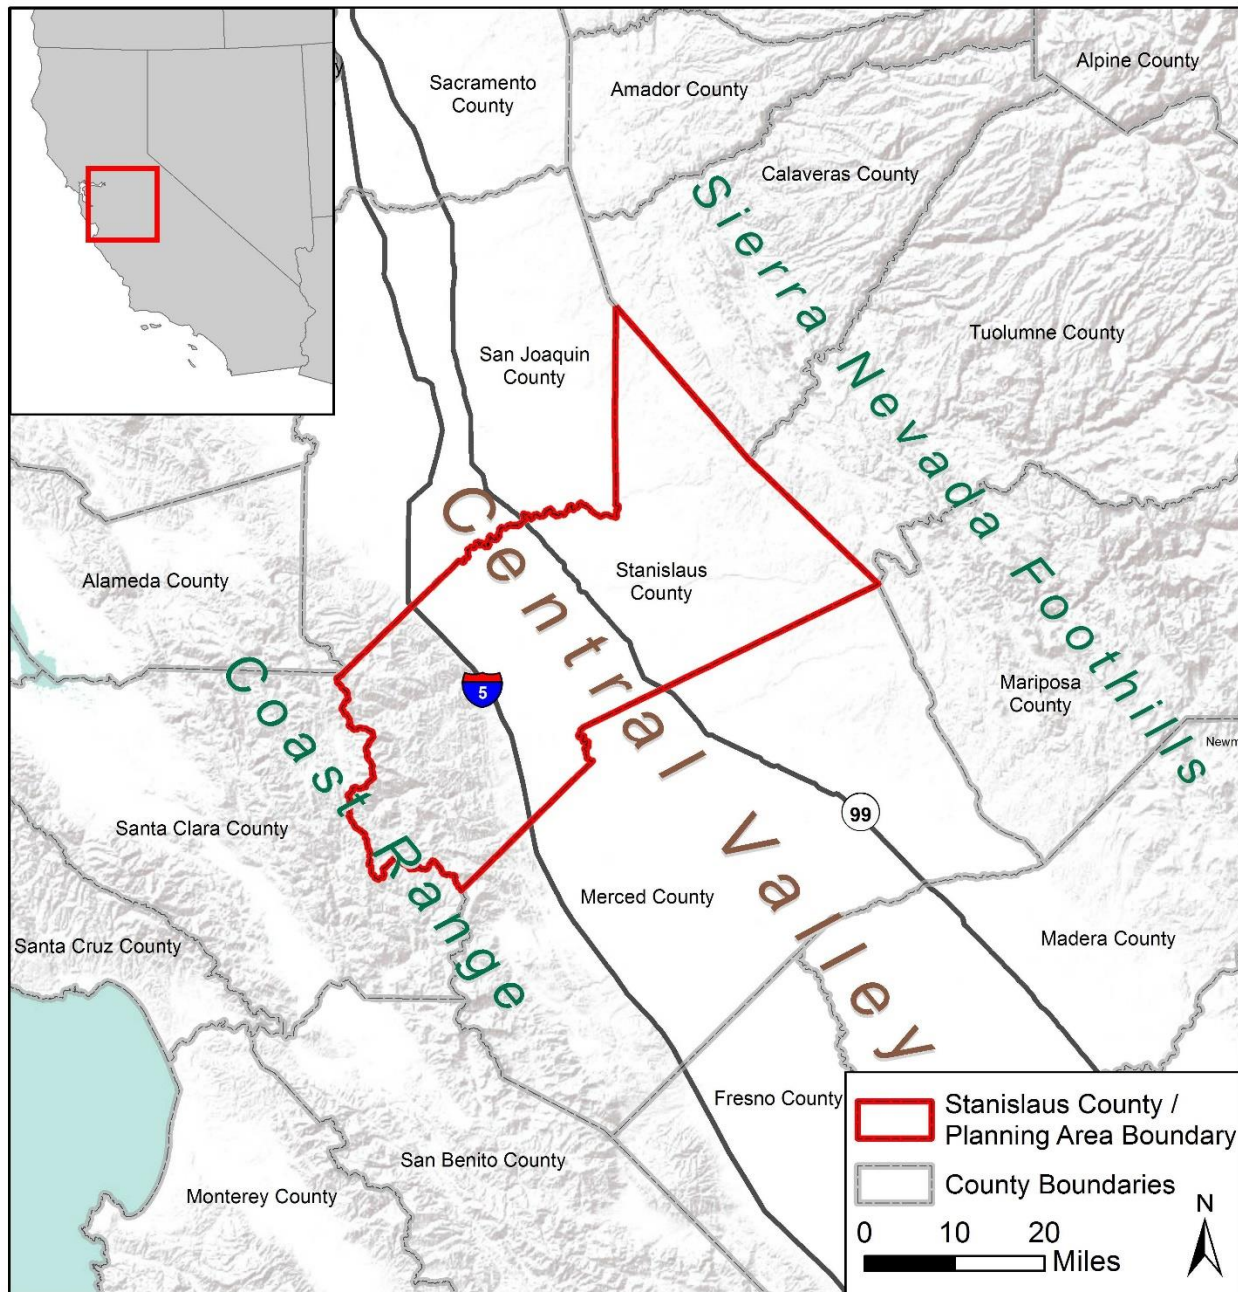 Sacramento
County
Amador County
Alpine County
Calaveras County
Sierra Nevada Foothills
Tuolumne County
San Joaquin
County
Central Valley
Stanislaus
County
Alameda County
Coast Range
5
Mariposa
County
99
Santa Clara County
Merced County
Santa Cruz County
Madera County
Fresno County
San Benito County
Monterey County
Stanislaus County /
Planning Area Boundary
County Boundaries
N
0 10 20
Miles